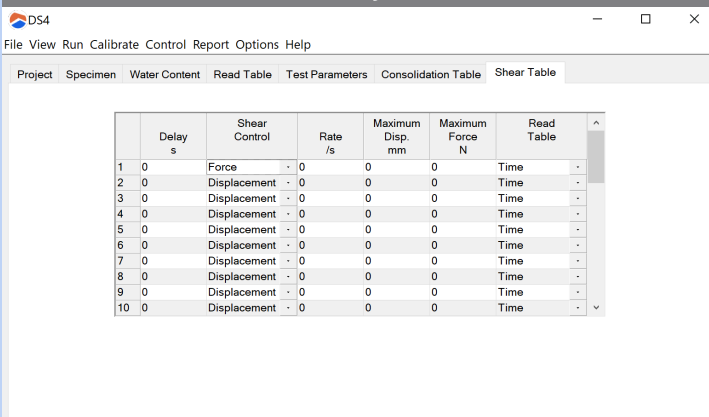 DS4
File View Run Calibrate Control Report Options Help
Project Specimen Water Content Read Table Test Parameters Consolidation Table Shear Table
Delay s Shear Control Rate /s Maximum Disp. mm Maximum Force N Read Table
1 0 Force 0 0 0 Time
2 0 Displacement 0 0 0 Time
3 0 Displacement 0 0 0 Time
4 0 Displacement 0 0 0 Time
5 0 Displacement 0 0 0 Time
6 0 Displacement 0 0 0 Time
7 0 Displacement 0 0 0 Time
8 0 Displacement 0 0 0 Time
9 0 Displacement 0 0 0 Time
10 0 Displacement 0 0 0 Time